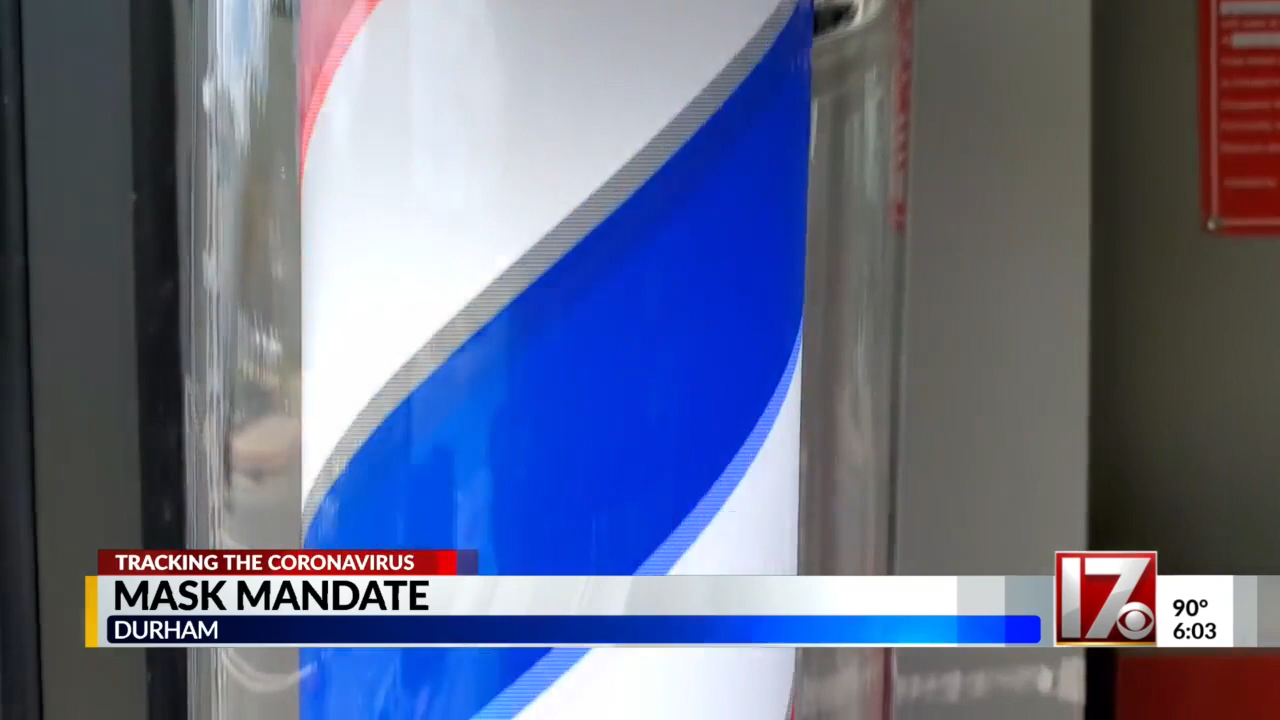 TRACKING THE CORONAVIRUS
MASK MANDATE
DURHAM
17
90°
6:03